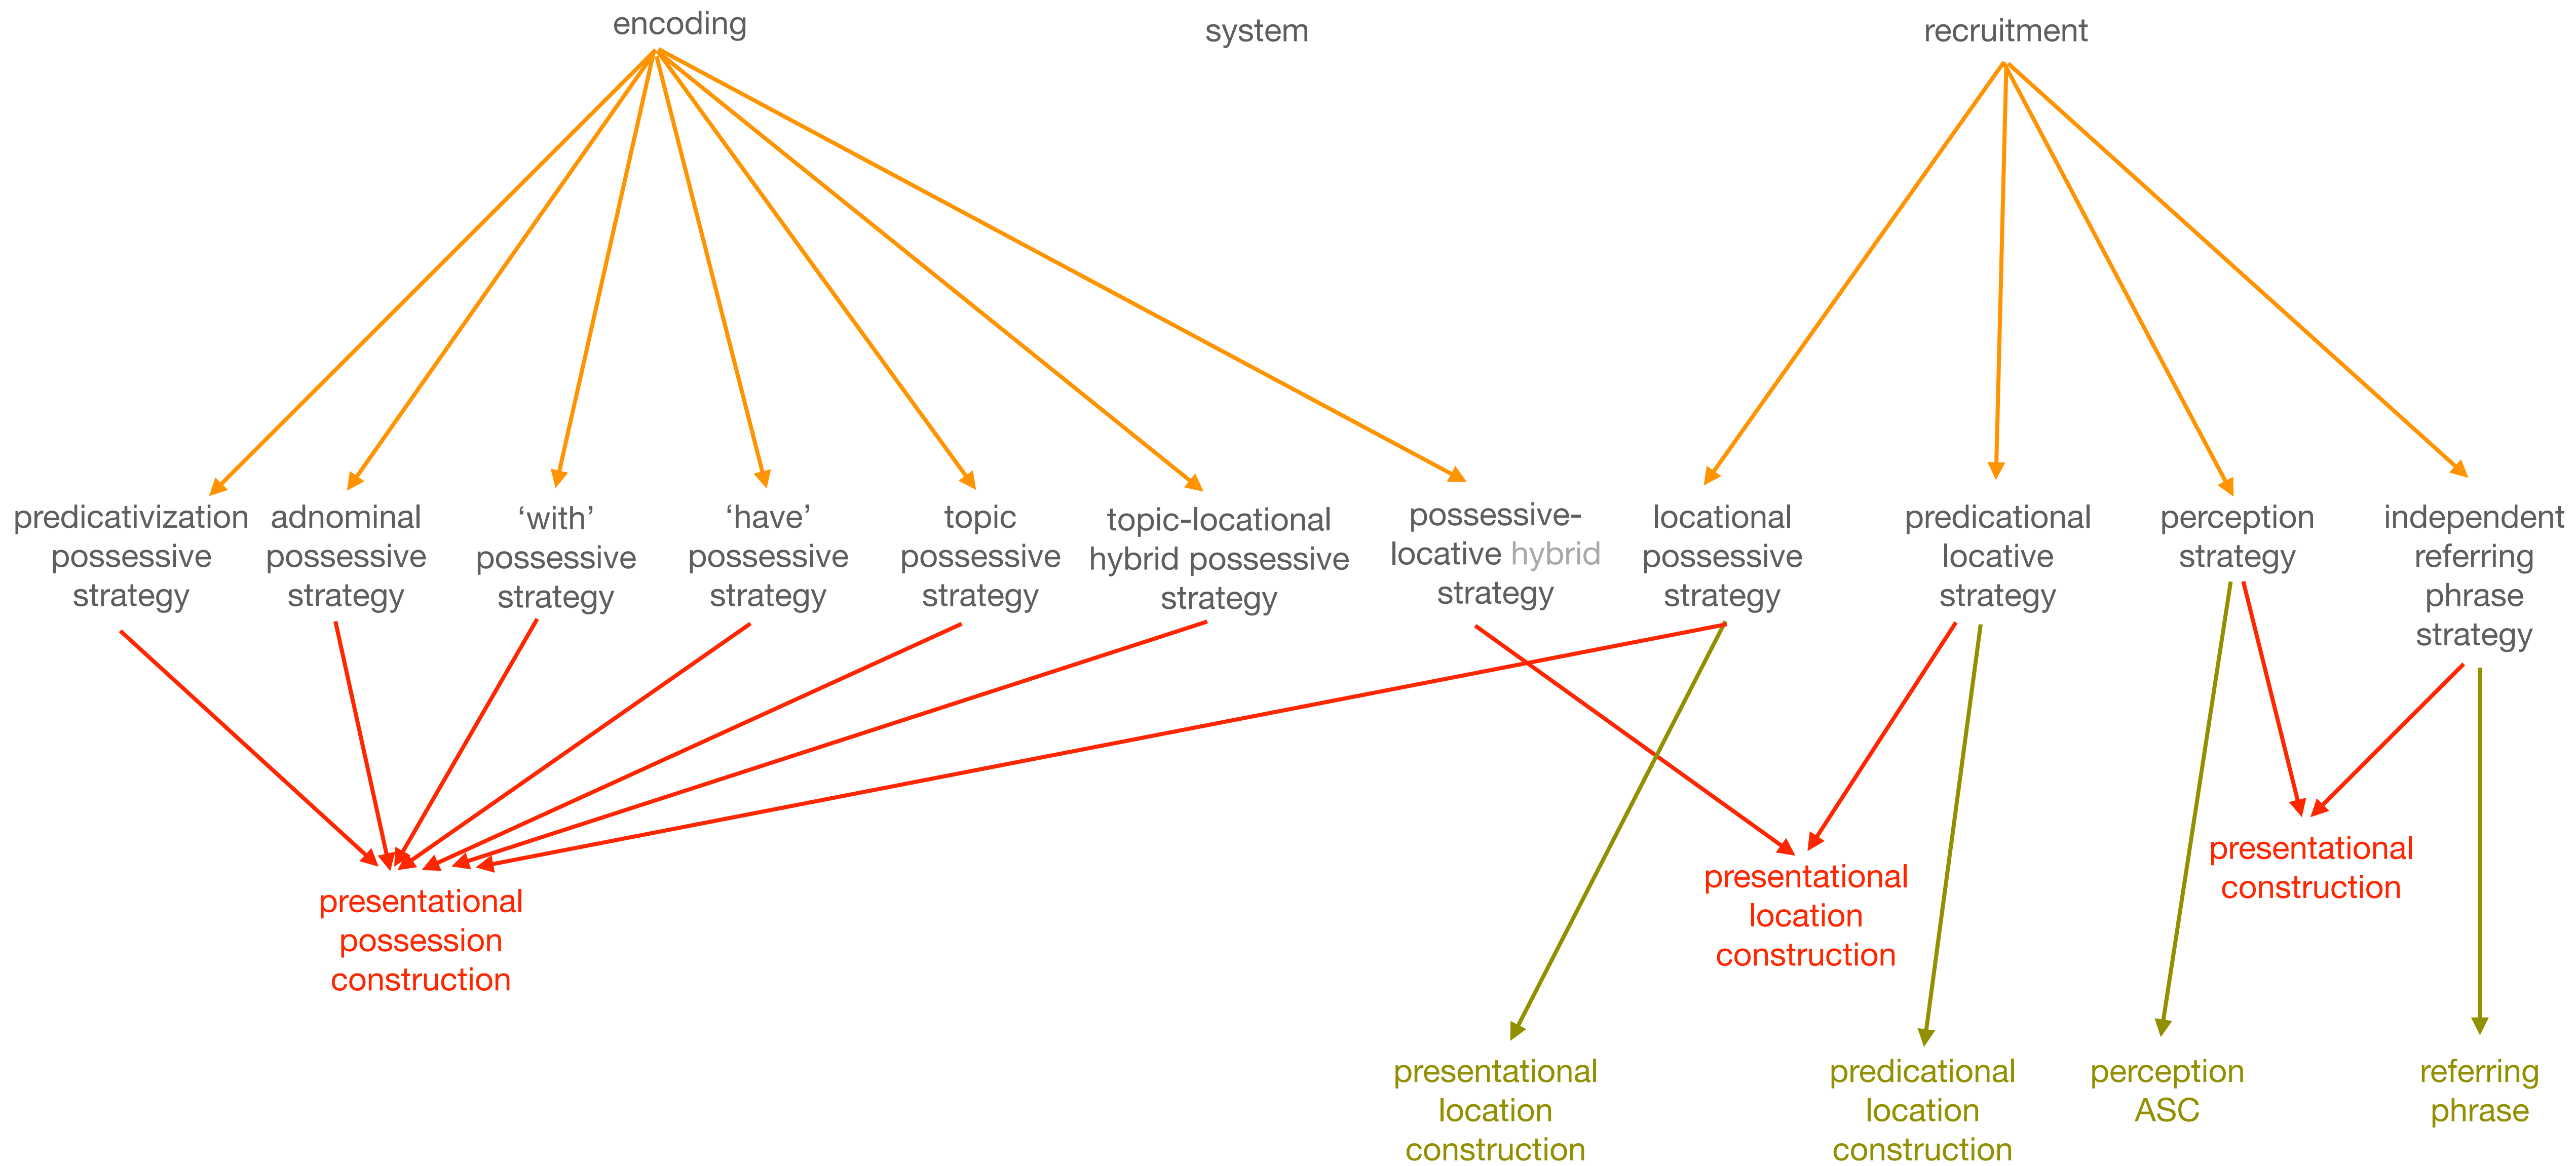 encoding
system
recruitment
predicativization
possessive
strategy
adnominal
possessive
strategy
‘with’
possessive
strategy
‘have’
possessive
strategy
topic
possessive
strategy
topic-locational
hybrid possessive
strategy
possessive-
locative hybrid
strategy
locational
possessive
strategy
predicational
locative
strategy
perception
strategy
independent
referring
phrase
strategy
presentational
possession
construction
presentational
location
construction
presentational
construction
presentational
location
construction
predicational
location
construction
perception
ASC
referring
phrase